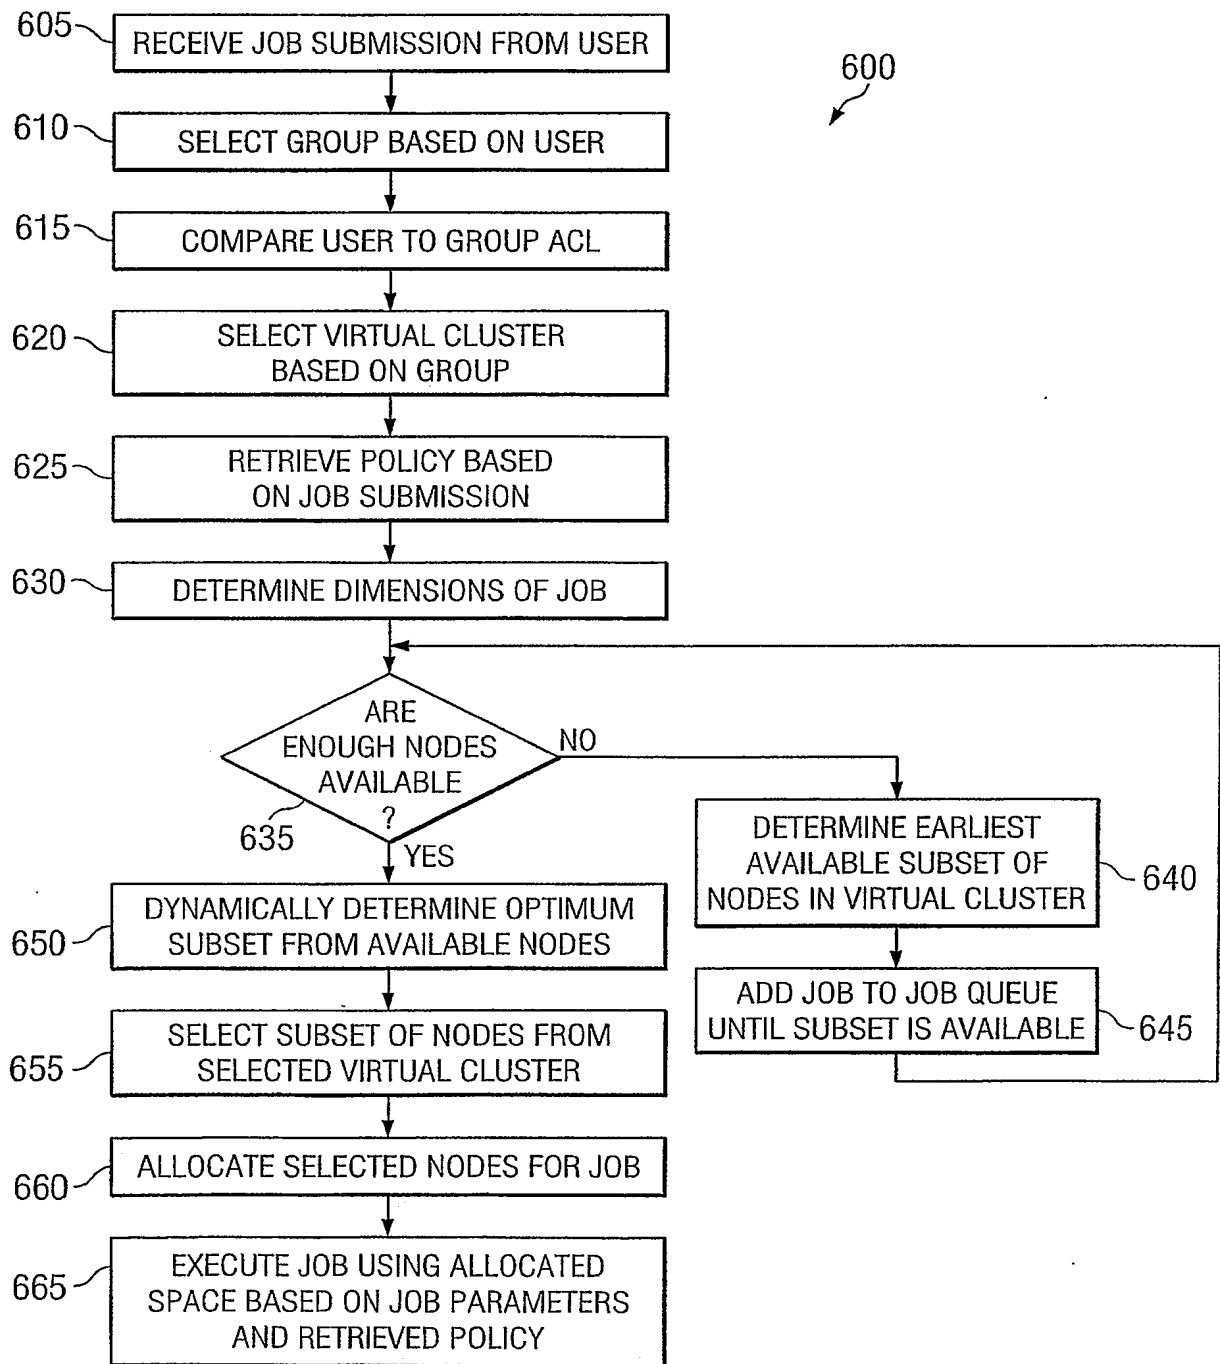 605
RECEIVE JOB SUBMISSION FROM USER
600
610
SELECT GROUP BASED ON USER
615
COMPARE USER TO GROUP ACL
620
SELECT VIRTUAL CLUSTER
BASED ON GROUP
625
RETRIEVE POLICY BASED
ON JOB SUBMISSION
630
DETERMINE DIMENSIONS OF JOB
ARE
ENOUGH NODES
AVAILABLE
?
635
NO
YES
DETERMINE EARLIEST
AVAILABLE SUBSET OF
NODES IN VIRTUAL CLUSTER
640
ADD JOB TO JOB QUEUE
UNTIL SUBSET IS AVAILABLE
645
650
DYNAMICALLY DETERMINE OPTIMUM
SUBSET FROM AVAILABLE NODES
655
SELECT SUBSET OF NODES FROM
SELECTED VIRTUAL CLUSTER
660
ALLOCATE SELECTED NODES FOR JOB
665
EXECUTE JOB USING ALLOCATED
SPACE BASED ON JOB PARAMETERS
AND RETRIEVED POLICY